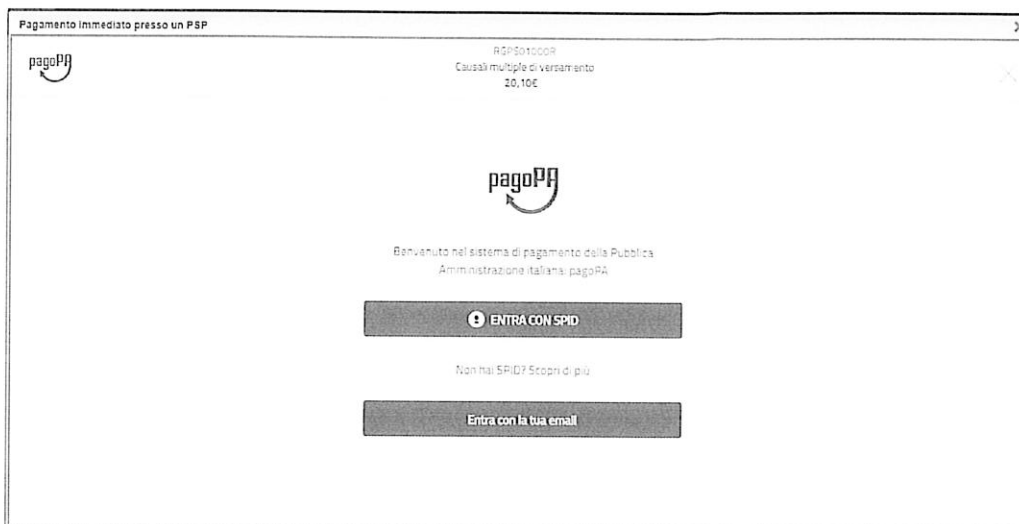 Pagamento immediato presso un PSP
pagoPA
RGPS01000R
Causali multiple di versamento
20,10€
pagoPA
Benvenuto nel sistema di pagamento della Pubblica
Amministrazione italiana: pagoPA
ENTRA CON SPID
Non hai SPID? Scopri di più
Entra con la tua email